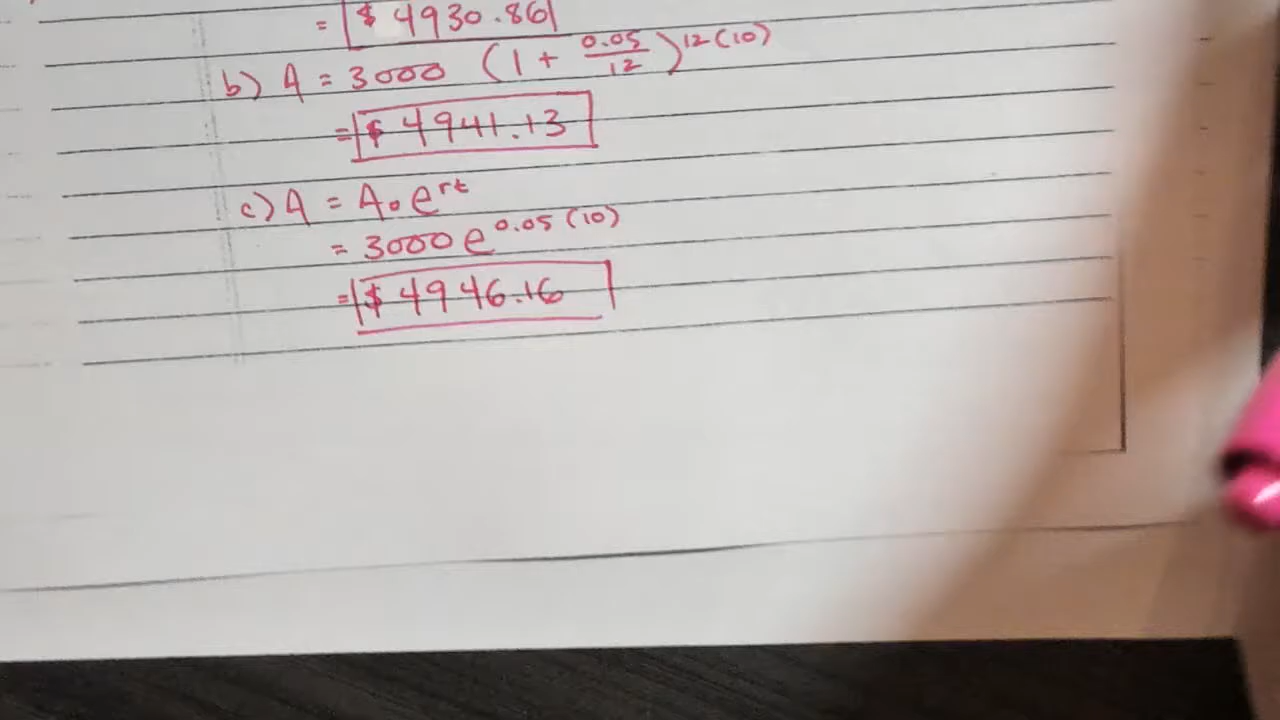 = $ 4930.86
b) A = 3000 (1 + 0.05/12)^12(10)
= $ 4941.13
c) A = A₀e^rt
= 3000 e^0.05(10)
= $ 4946.16